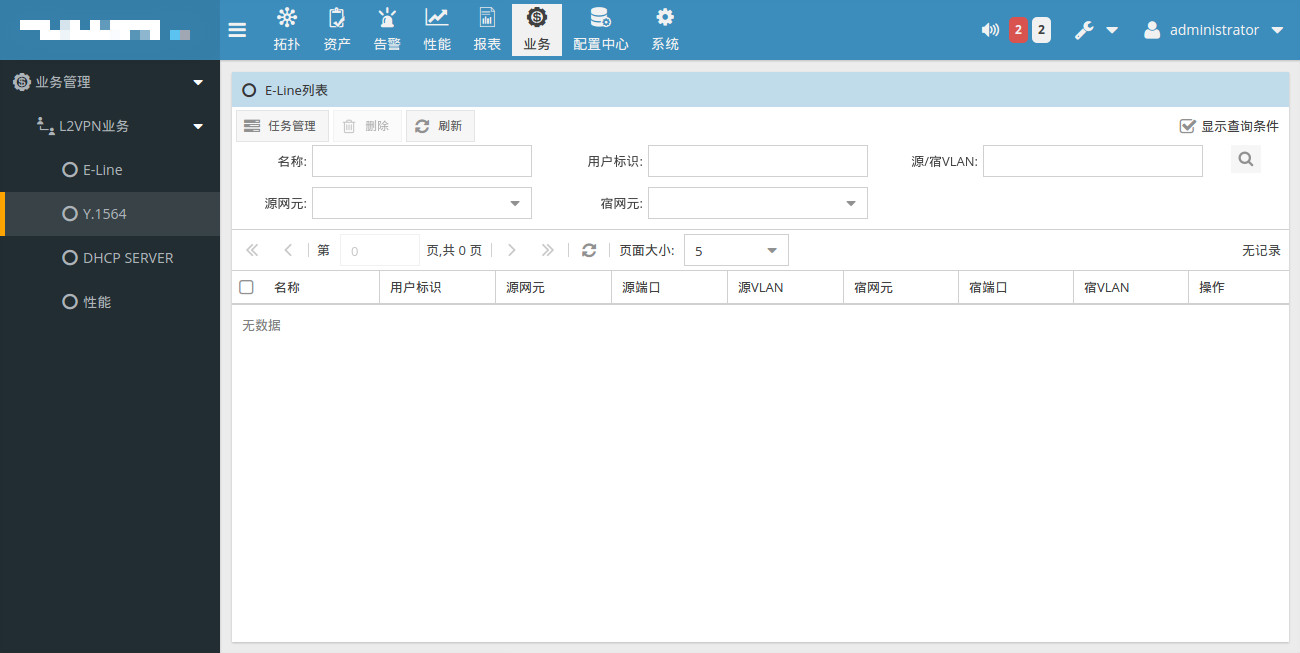 拓扑 资产 告警 性能 报表 业务 配置中心 系统 2 2 administrator
业务管理
L2VPN业务
E-Line
Y.1564
DHCP SERVER
性能
E-Line列表
任务管理 删除 刷新 显示查询条件
名称: 用户标识: 源/宿VLAN:
源网元: 宿网元:
第 0 页,共 0 页 页面大小: 5 无记录
名称 用户标识 源网元 源端口 源VLAN 宿网元 宿端口 宿VLAN 操作
无数据